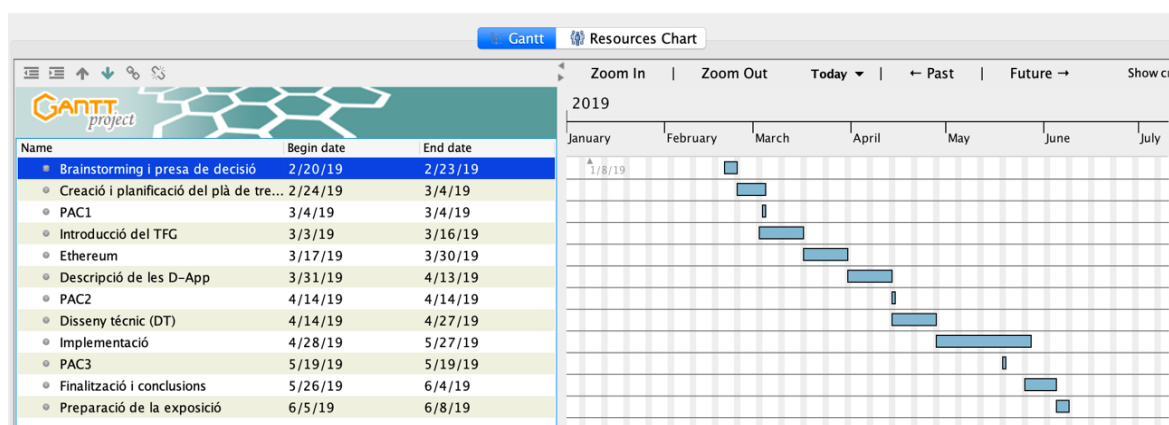 Gantt Resources Chart
Zoom In | Zoom Out Today ▼ | ← Past | Future → Show
GANTT project
2019
January February March April May June July
Name Begin date End date
1/8/19
Brainstorming i presa de decisió 2/20/19 2/23/19
Creació i planificació del plà de tre... 2/24/19 3/4/19
PAC1 3/4/19 3/4/19
Introducció del TFG 3/3/19 3/16/19
Ethereum 3/17/19 3/30/19
Descripció de les D-App 3/31/19 4/13/19
PAC2 4/14/19 4/14/19
Disseny técnic (DT) 4/14/19 4/27/19
Implementació 4/28/19 5/27/19
PAC3 5/19/19 5/19/19
Finalització i conclusions 5/26/19 6/4/19
Preparació de la exposició 6/5/19 6/8/19